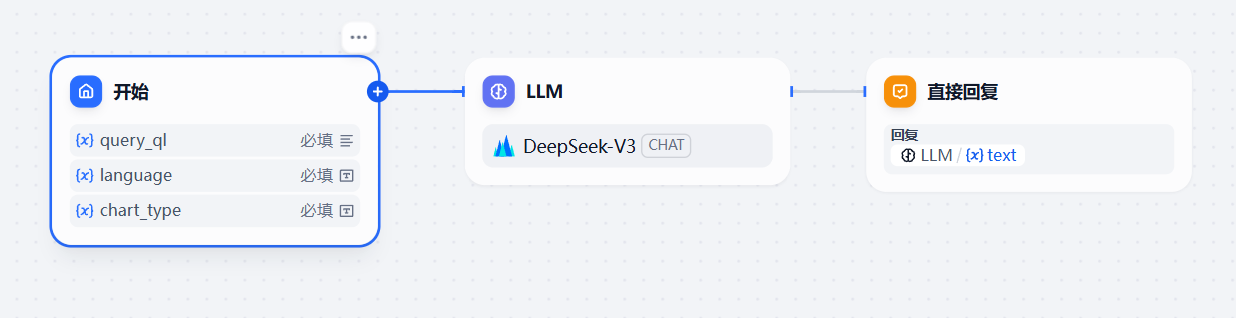 开始
{x} query_ql 必填
{x} language 必填
{x} chart_type 必填
LLM
DeepSeek-V3 CHAT
直接回复
回复
LLM / {x} text